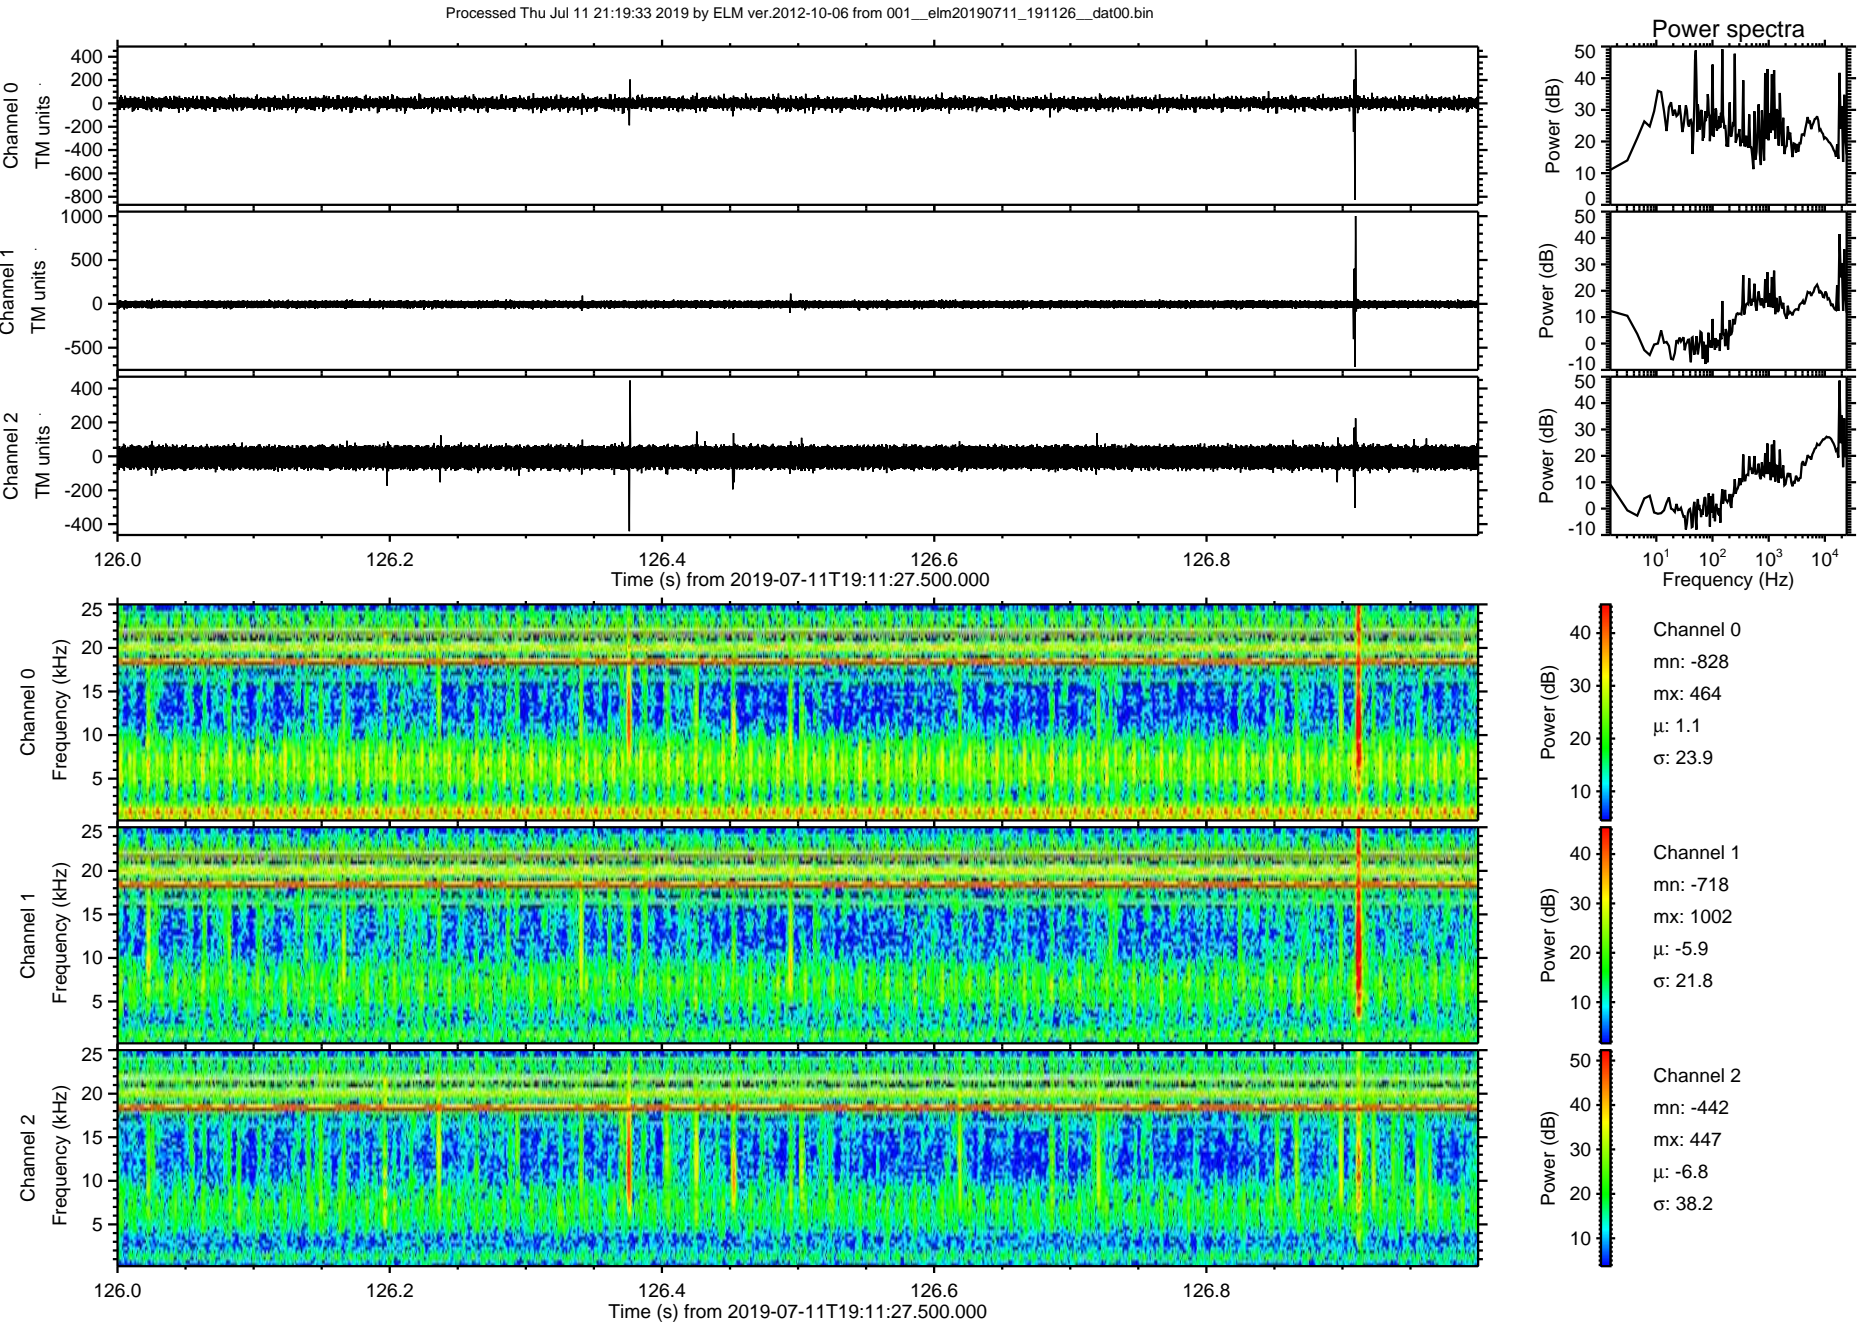 Processed Thu Jul 11 21:19:33 2019 by ELM ver.2012-10-06 from 001__elm20190711_191126__dat00.bin
Power spectra
Channel 0
TM units
400
200
0
-200
-400
-600
-800
Power (dB)
50
40
30
20
10
0
Channel 1
TM units
1000
500
0
-500
Power (dB)
50
40
30
20
10
0
-10
Channel 2
TM units
400
200
0
-200
-400
Power (dB)
50
40
30
20
10
0
-10
126.0 126.2 126.4 126.6 126.8
Time (s) from 2019-07-11T19:11:27.500.000
10¹ 10² 10³ 10⁴
Frequency (Hz)
Channel 0
Frequency (kHz)
25
20
15
10
5
Power (dB)
40
30
20
10
Channel 0
mn: -828
mx: 464
μ: 1.1
σ: 23.9
Channel 1
Frequency (kHz)
25
20
15
10
5
Power (dB)
40
30
20
10
Channel 1
mn: -718
mx: 1002
μ: -5.9
σ: 21.8
Channel 2
Frequency (kHz)
25
20
15
10
5
Power (dB)
50
40
30
20
10
Channel 2
mn: -442
mx: 447
μ: -6.8
σ: 38.2
126.0 126.2 126.4 126.6 126.8
Time (s) from 2019-07-11T19:11:27.500.000